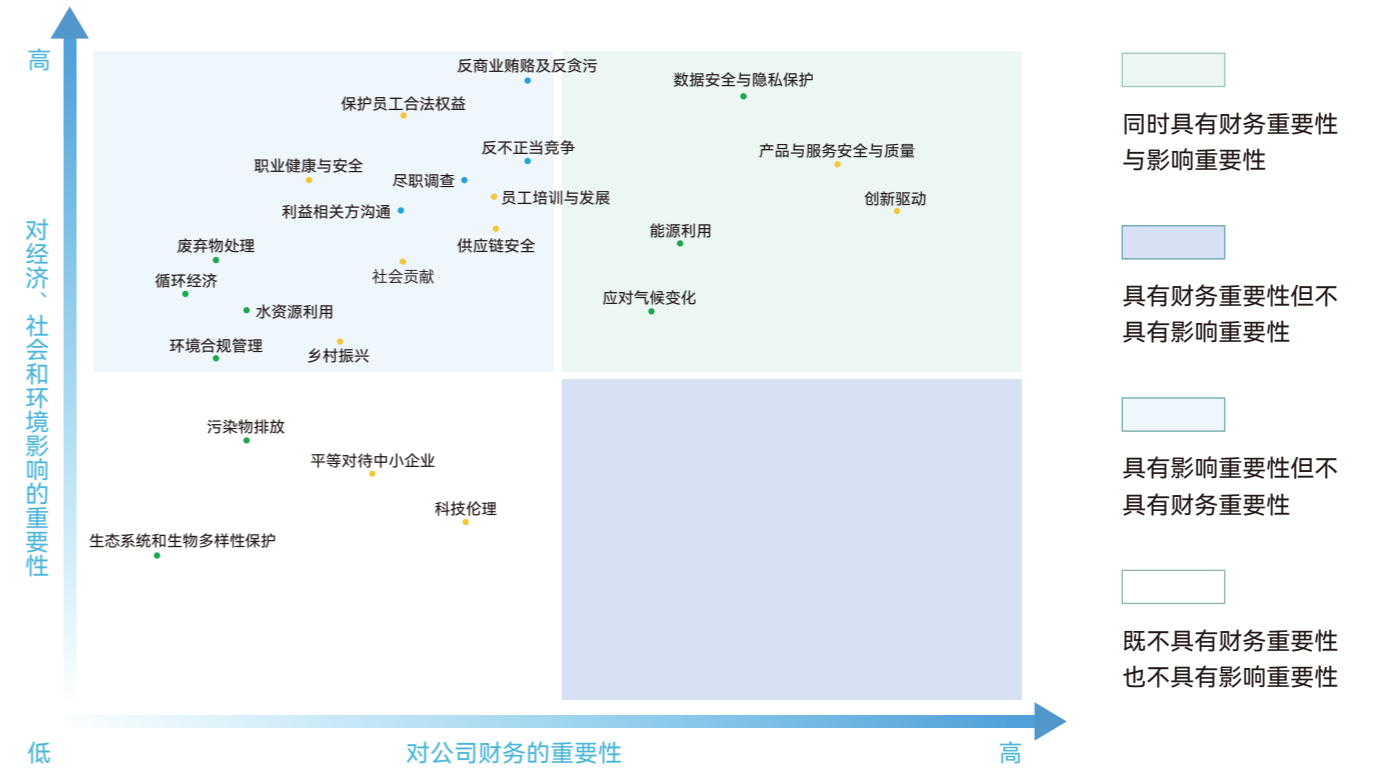 高
对经济、社会和环境影响的重要性
反商业贿赂及反贪污
保护员工合法权益
反不正当竞争
职业健康与安全
尽职调查
员工培训与发展
利益相关方沟通
供应链安全
废弃物处理
社会贡献
循环经济
水资源利用
环境合规管理
乡村振兴
数据安全与隐私保护
产品与服务安全与质量
创新驱动
能源利用
应对气候变化
污染物排放
平等对待中小企业
科技伦理
生态系统和生物多样性保护
低
对公司财务的重要性
高
同时具有财务重要性
与影响重要性
具有财务重要性但不
具有影响重要性
具有影响重要性但不
具有财务重要性
既不具有财务重要性
也不具有影响重要性